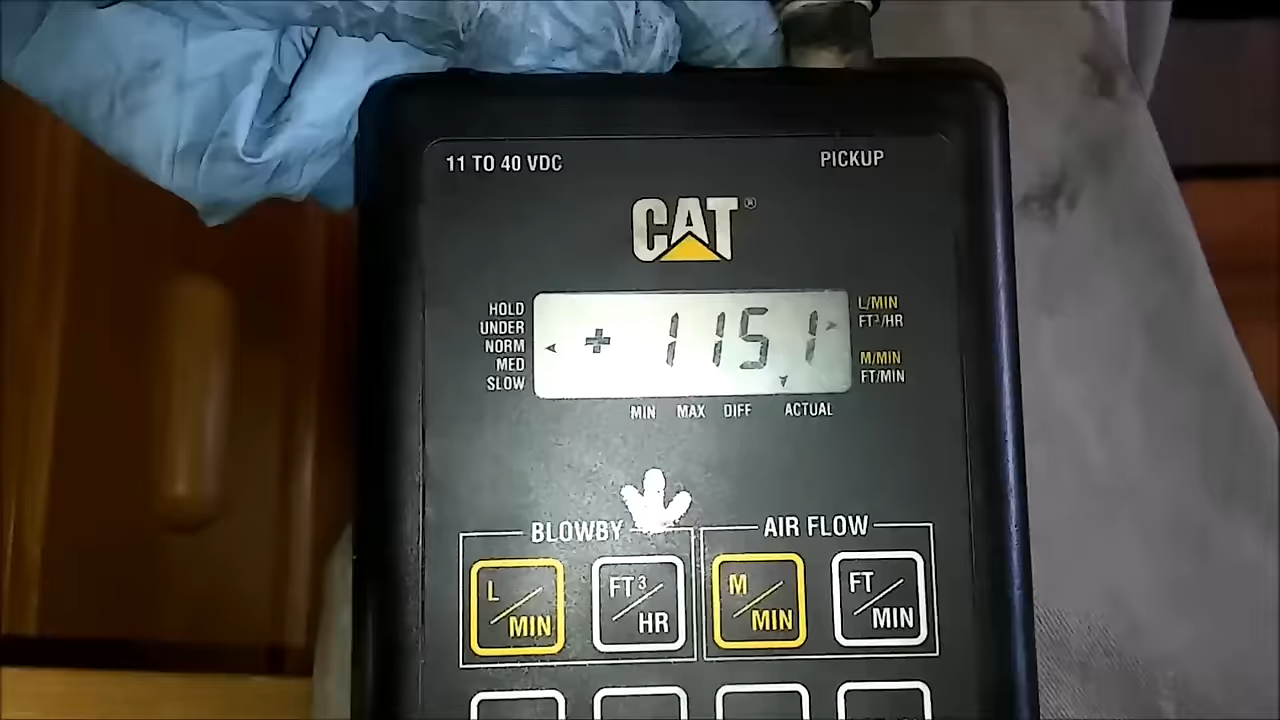 11 TO 40 VDC PICKUP
CAT®
HOLD
UNDER
NORM
MED
SLOW
+ 1151
L/MIN
FT³/HR
M/MIN
FT/MIN
MIN MAX DIFF ACTUAL
BLOWBY AIR FLOW
L/MIN FT³/HR M/MIN FT/MIN